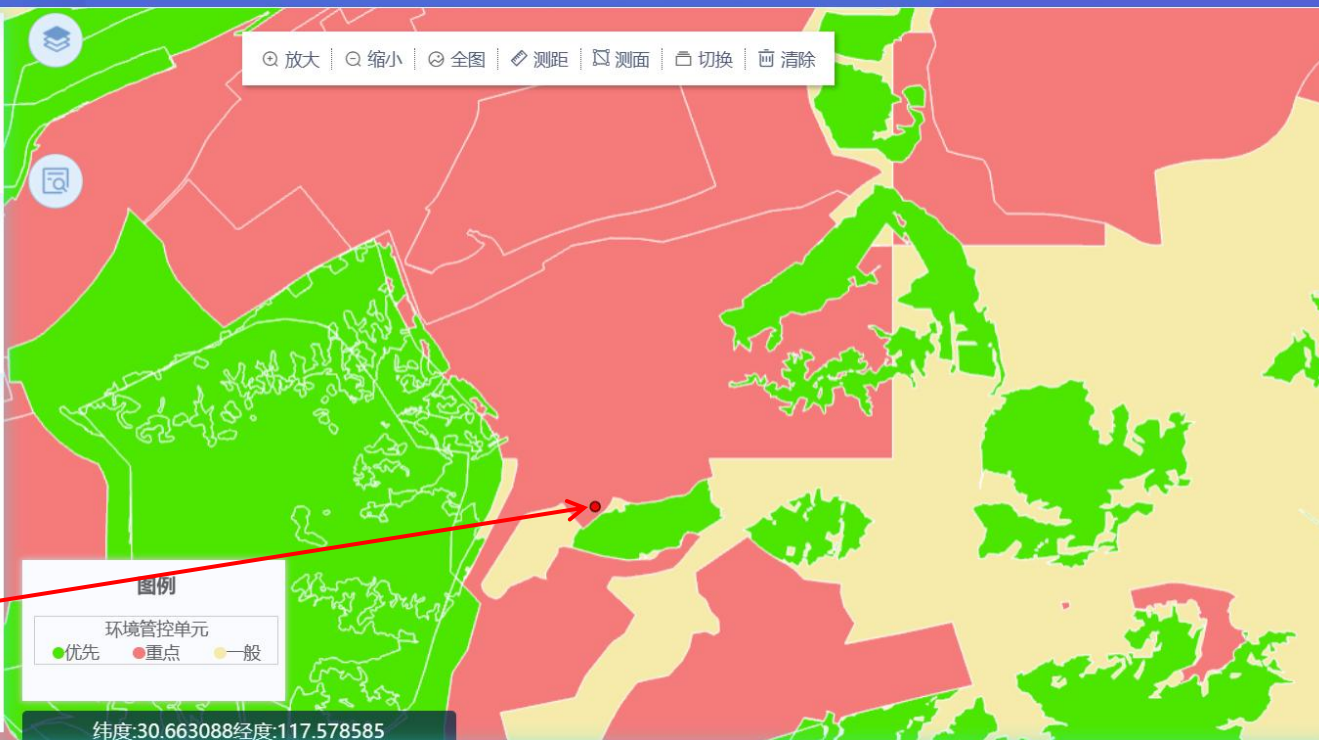 放大 缩小 全图 测距 测面 切换 清除
图例
环境管控单元
优先 重点 一般
纬度:30.663088经度:117.578585